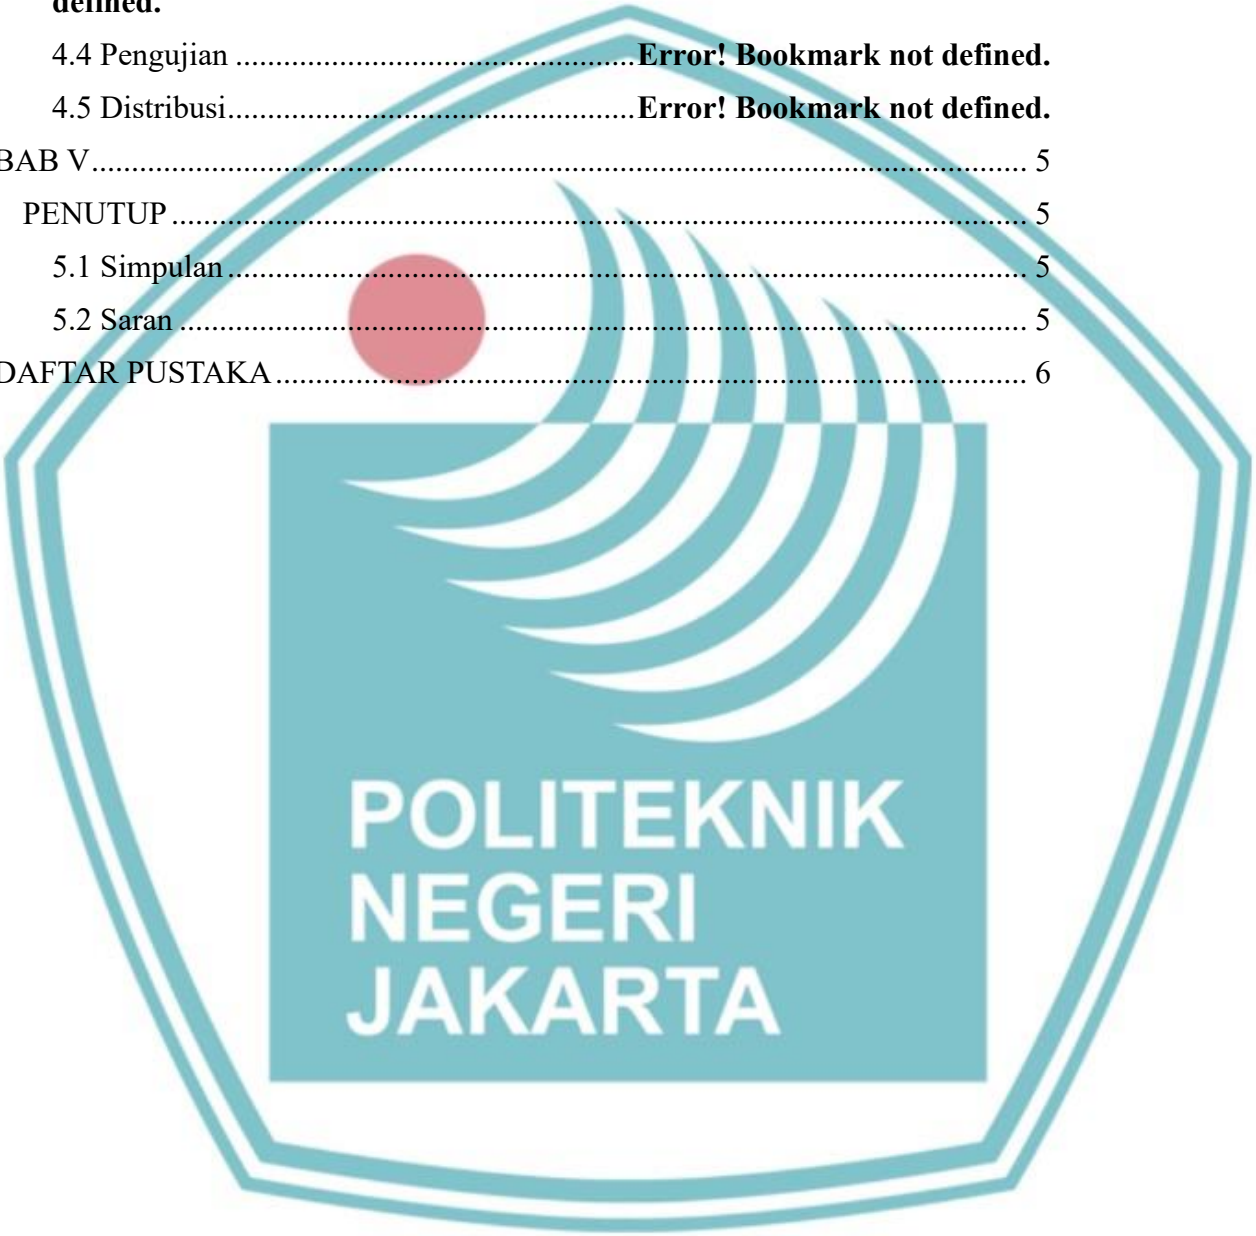 defined.
4.4 Pengujian ..................................................Error! Bookmark not defined.
4.5 Distribusi...................................................Error! Bookmark not defined.
BAB V..................................................................................................................... 5
PENUTUP ........................................................................................................... 5
5.1 Simpulan .................................................................................................... 5
5.2 Saran .......................................................................................................... 5
DAFTAR PUSTAKA .............................................................................................. 6
POLITEKNIK
NEGERI
JAKARTA